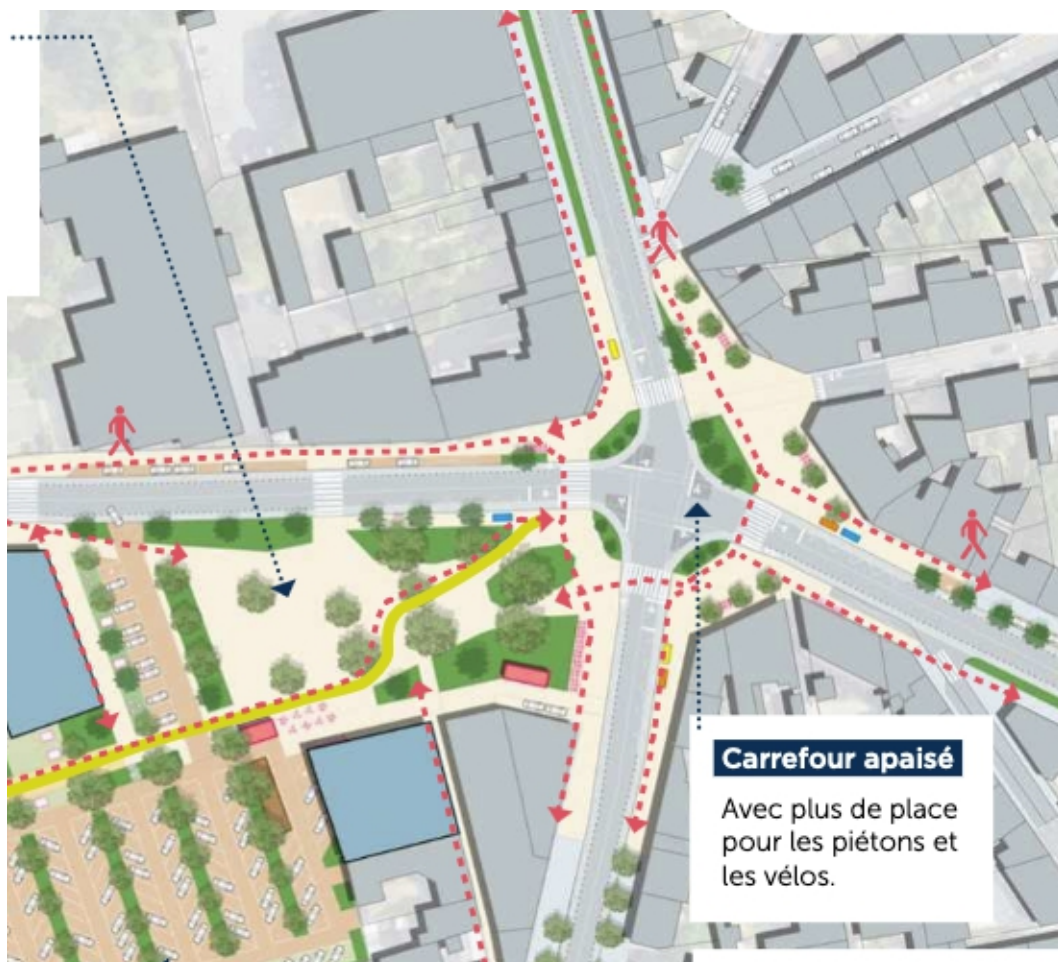 Carrefour apaisé
Avec plus de place
pour les piétons et
les vélos.